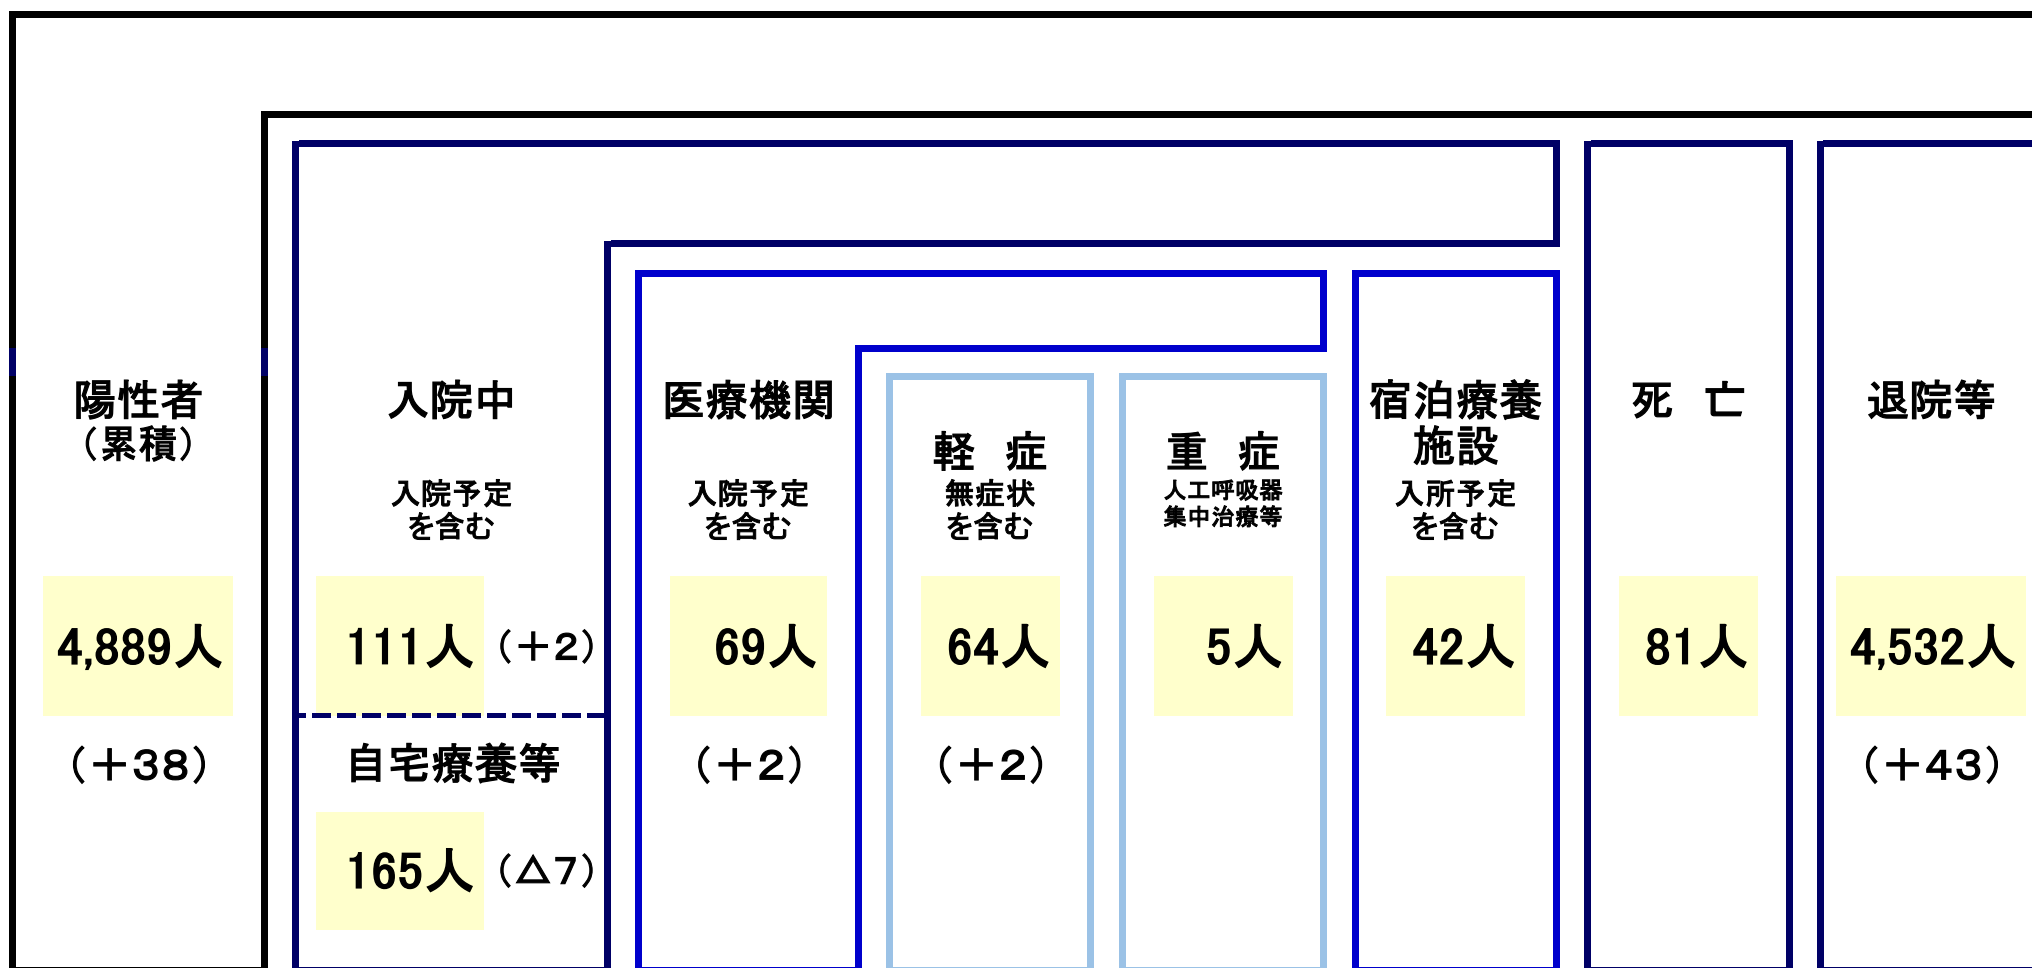 陽性者
（累積）
4,889人
（＋38）
入院中
入院予定
を含む
111人（＋2）
自宅療養等
165人（△7）
医療機関
入院予定
を含む
69人
（＋2）
軽 症
無症状
を含む
64人
（＋2）
重 症
人工呼吸器
集中治療等
5人
宿泊療養
施設
入所予定
を含む
42人
死 亡
81人
退院等
4,532人
（＋43）